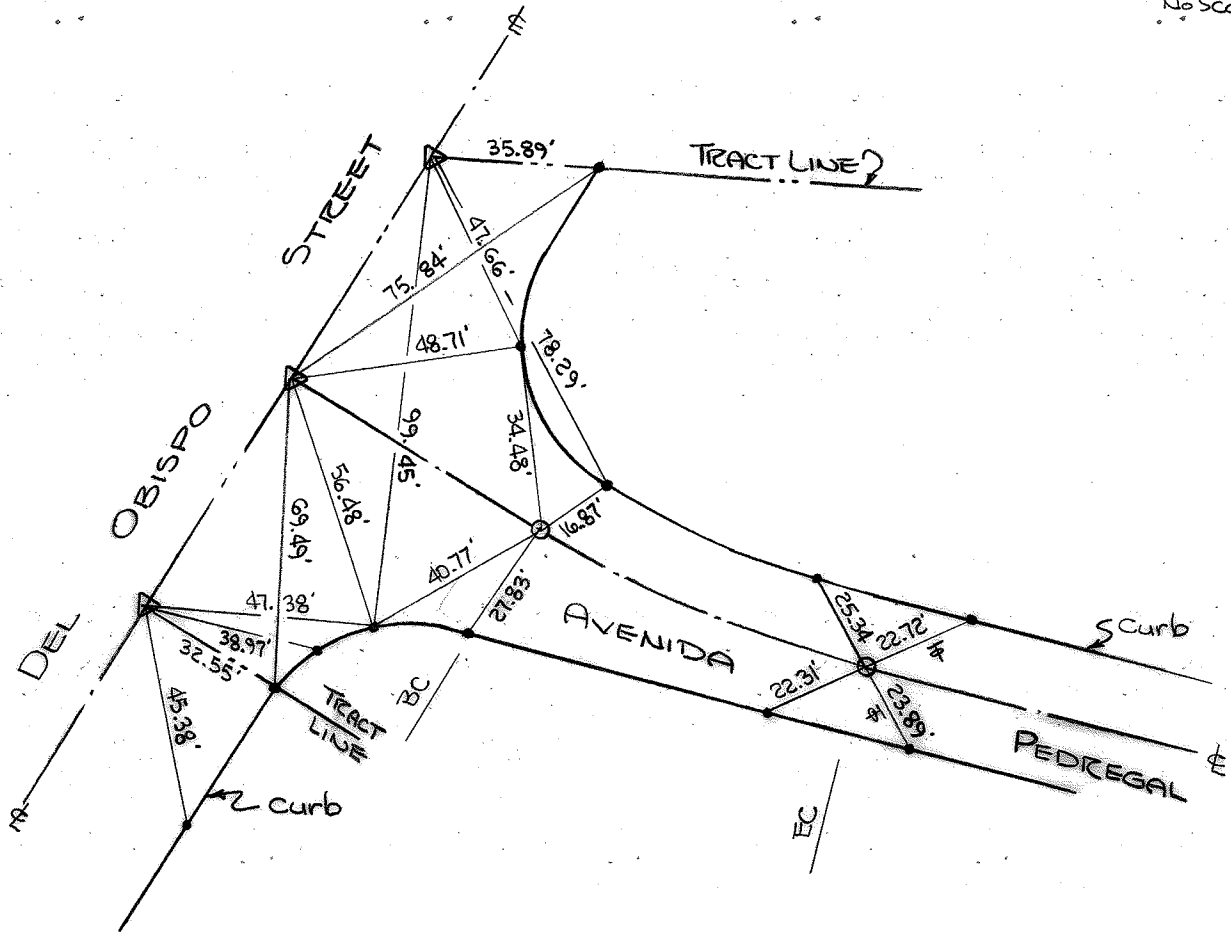 No SC
℄
35.89'
TRACT LINE
STREET
47.66'
75.84'
48.71'
78.29'
99.45'
34.48'
OBISPO
56.48'
69.49'
16.87'
40.77'
27.83'
47.38'
38.97'
32.55'
DEL
AVENIDA
25.34
22.72'
curb
BC
TRACT
LINE
45.38'
22.31'
23.89'
PEDREGAL
℄
curb
℄
EC